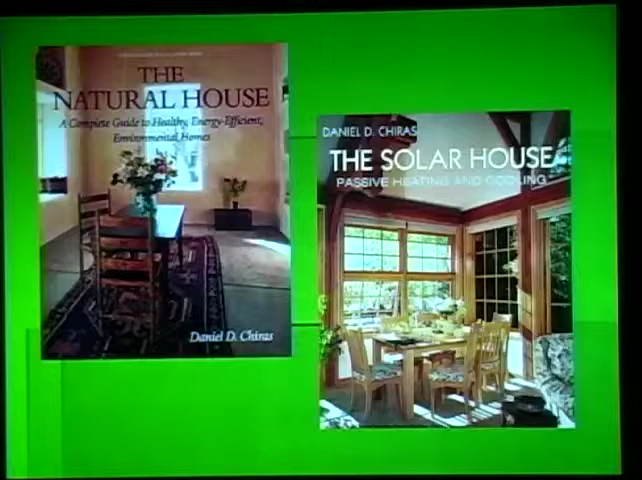 THE
NATURAL HOUSE
A Complete Guide to Healthy, Energy-Efficient,
Environmental Homes
Daniel D. Chiras
DANIEL D. CHIRAS
THE SOLAR HOUSE
PASSIVE HEATING AND COOLING